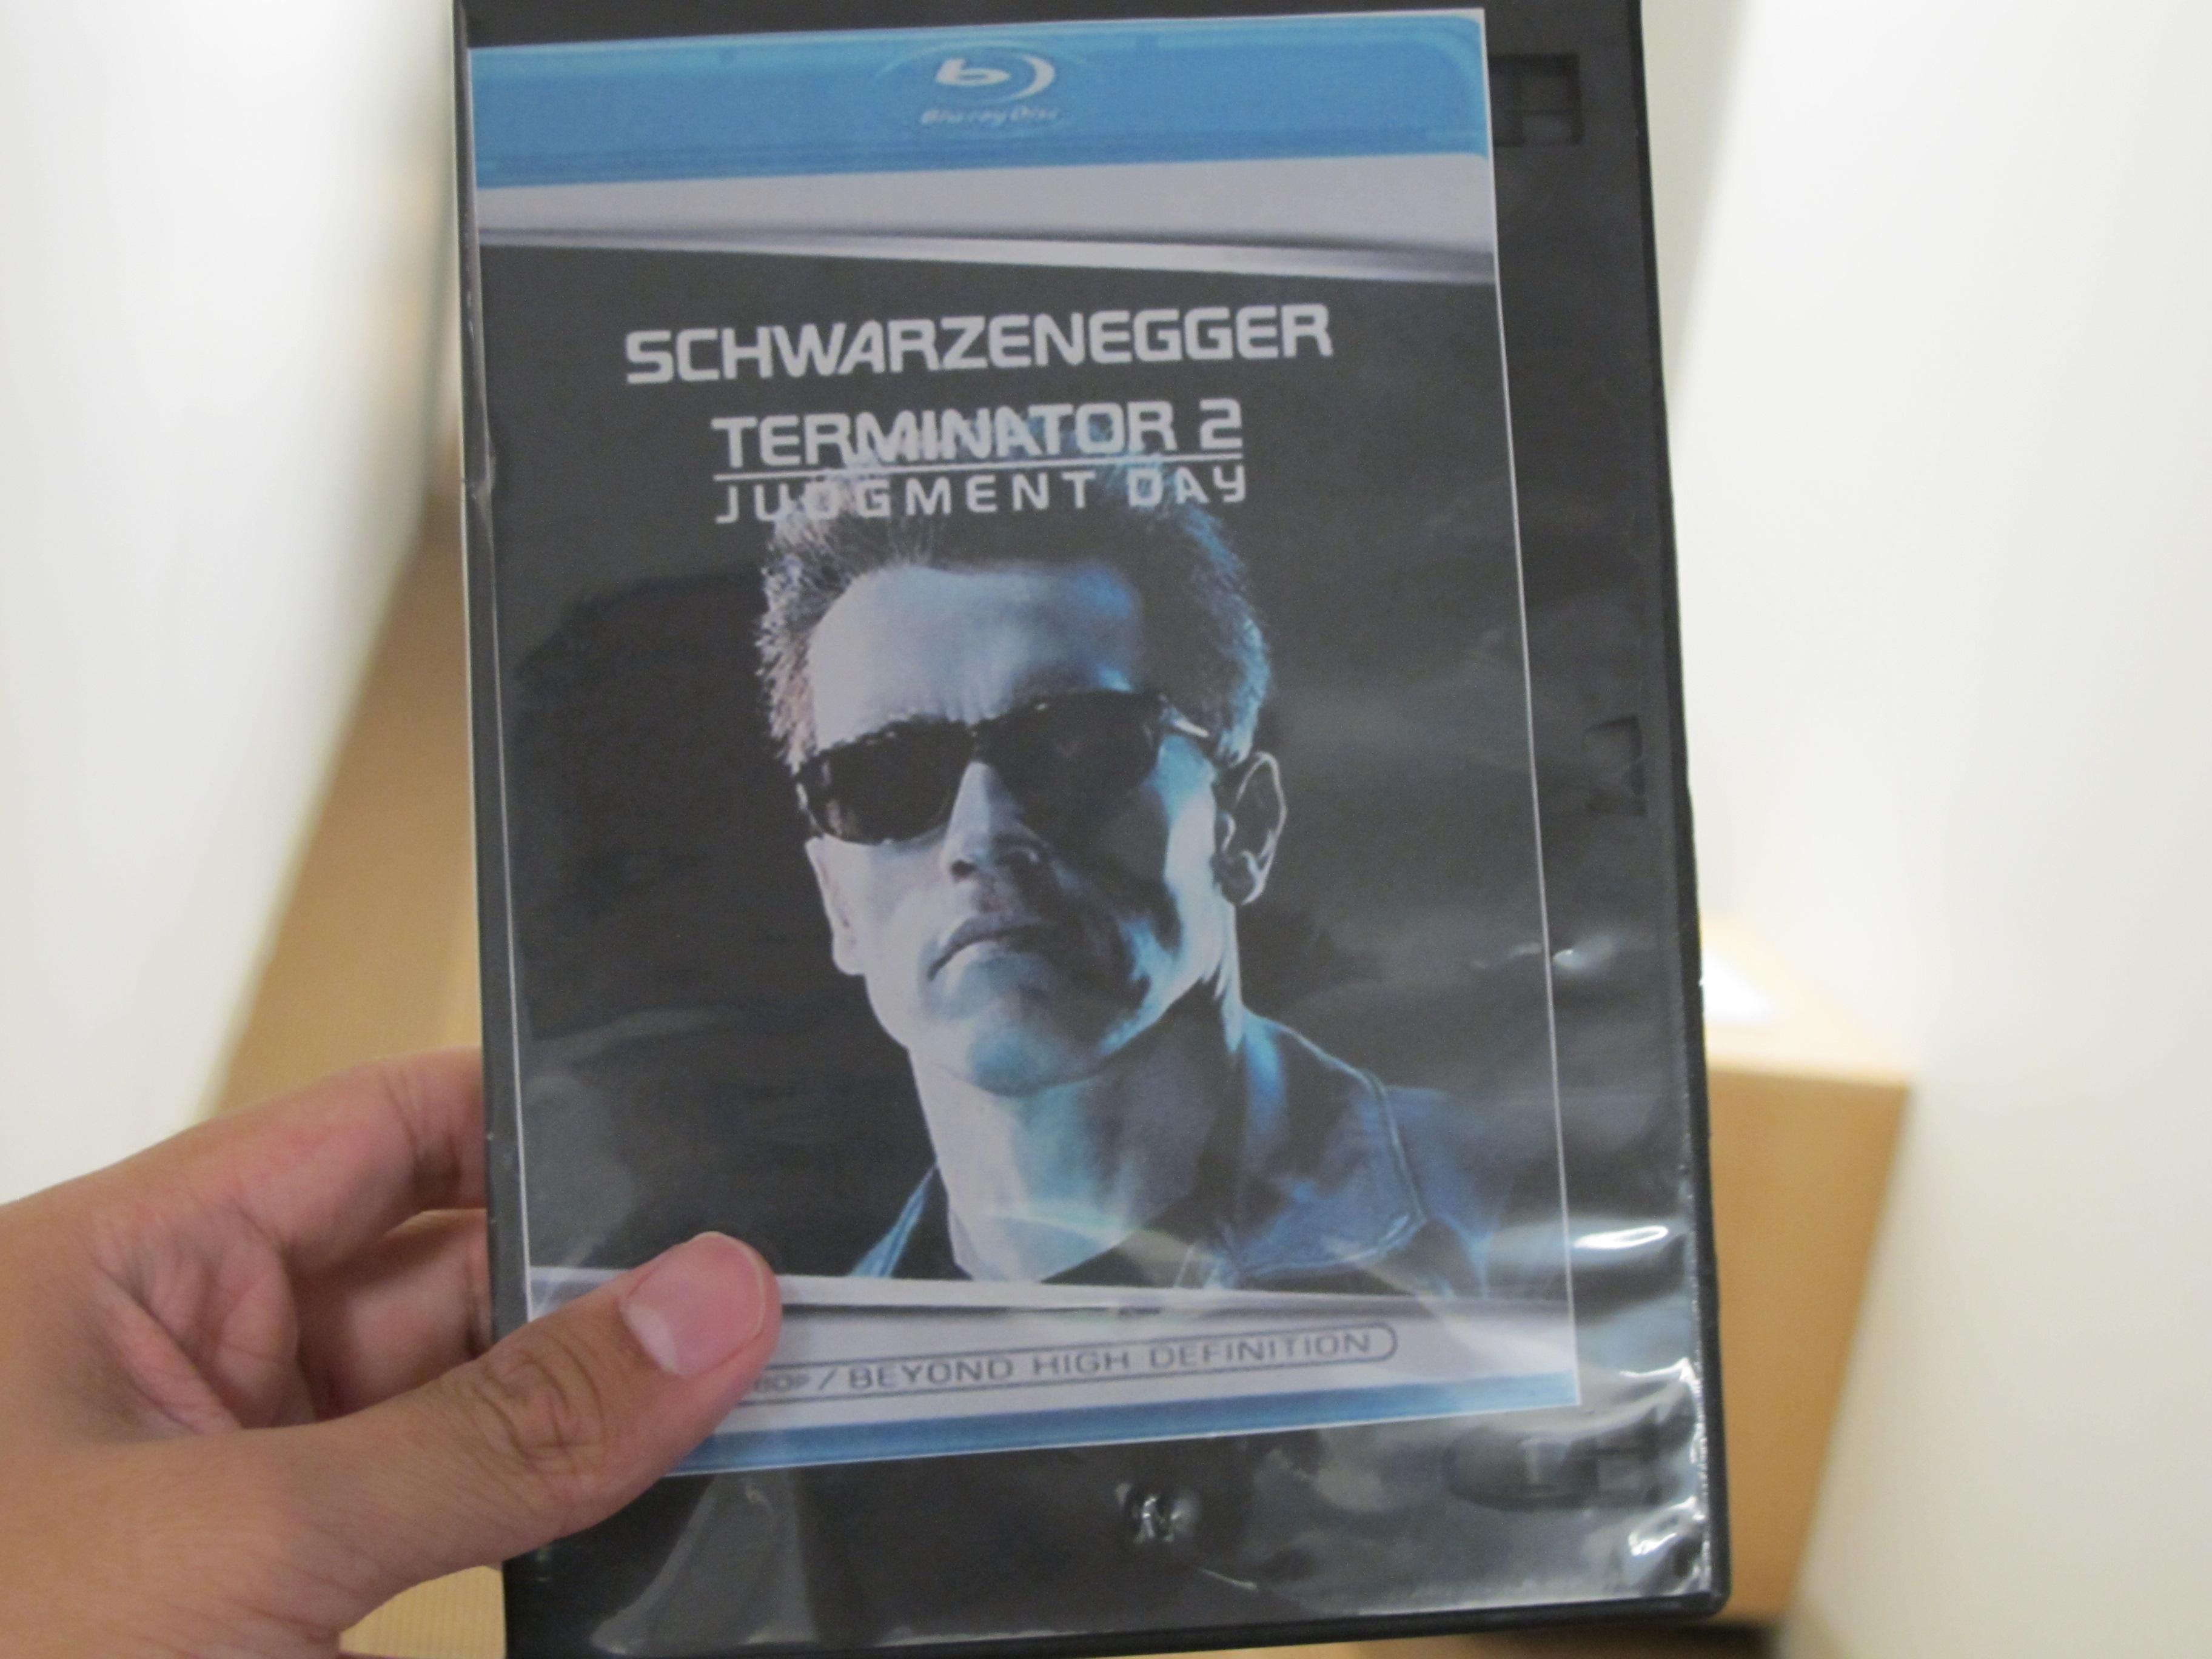 Blu-ray Disc
SCHWARZENEGGER
TERMINATOR 2
JUDGMENT DAY
/ BEYOND HIGH DEFINITION